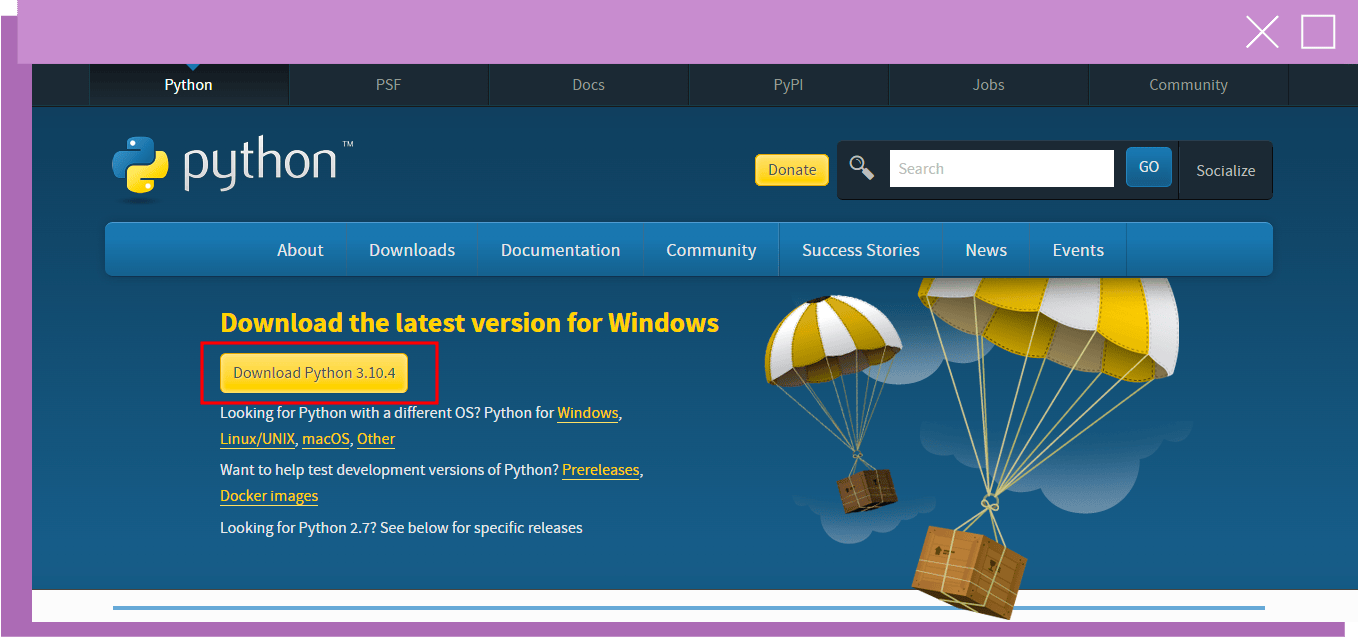 Python PSF Docs PyPI Jobs Community
python™
Donate Search GO Socialize
About Downloads Documentation Community Success Stories News Events
Download the latest version for Windows
Download Python 3.10.4
Looking for Python with a different OS? Python for Windows,
Linux/UNIX, macOS, Other
Want to help test development versions of Python? Prereleases,
Docker images
Looking for Python 2.7? See below for specific releases